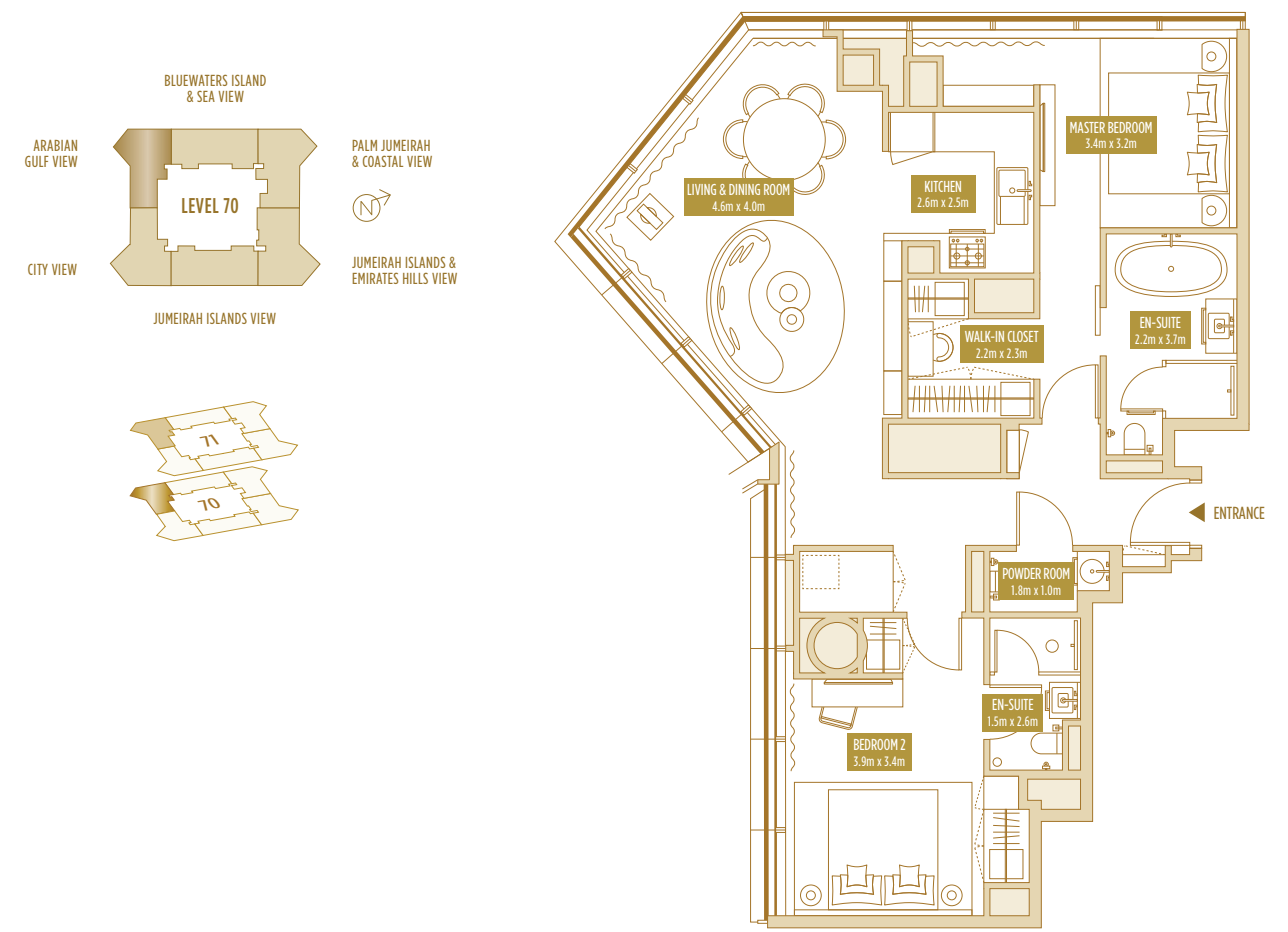 BLUEWATERS ISLAND
& SEA VIEW
ARABIAN
GULF VIEW
PALM JUMEIRAH
& COASTAL VIEW
LEVEL 70
N
CITY VIEW
JUMEIRAH ISLANDS &
EMIRATES HILLS VIEW
JUMEIRAH ISLANDS VIEW
71
70
MASTER BEDROOM
3.4m x 3.2m
LIVING & DINING ROOM
4.6m x 4.0m
KITCHEN
2.6m x 2.5m
EN-SUITE
2.2m x 3.7m
WALK-IN CLOSET
2.2m x 2.3m
ENTRANCE
POWDER ROOM
1.8m x 1.0m
EN-SUITE
1.5m x 2.6m
BEDROOM 2
3.9m x 3.4m